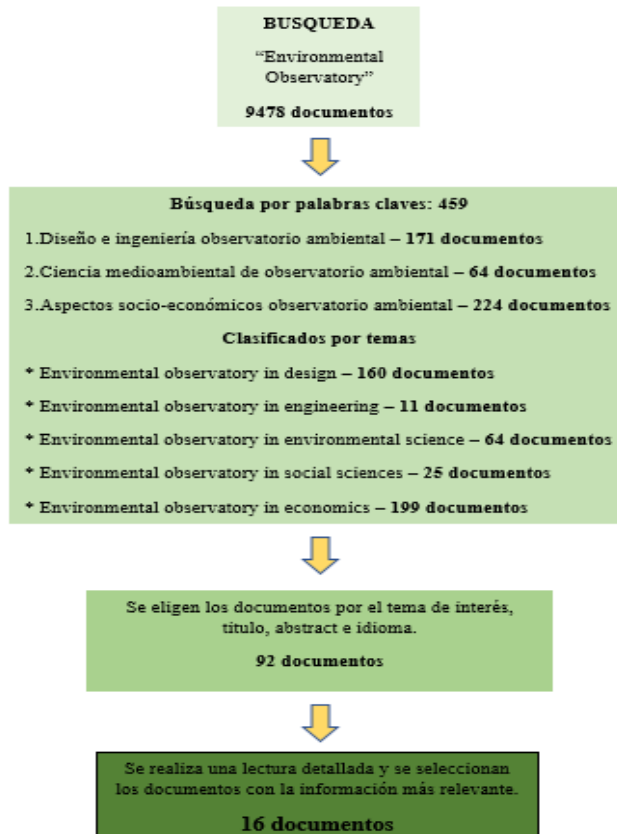 BUSQUEDA
“Environmental
Observatory”
9478 documentos
Búsqueda por palabras claves: 459
1.Diseño e ingeniería observatorio ambiental – 171 documentos
2.Ciencia medioambiental de observatorio ambiental – 64 documentos
3.Aspectos socio-económicos observatorio ambiental – 224 documentos
Clasificados por temas
* Environmental observatory in design – 160 documentos
* Environmental observatory in engineering – 11 documentos
* Environmental observatory in environmental science – 64 documentos
* Environmental observatory in social sciences – 25 documentos
* Environmental observatory in economics – 199 documentos
Se eligen los documentos por el tema de interés,
titulo, abstract e idioma.
92 documentos
Se realiza una lectura detallada y se seleccionan
los documentos con la información más relevante.
16 documentos